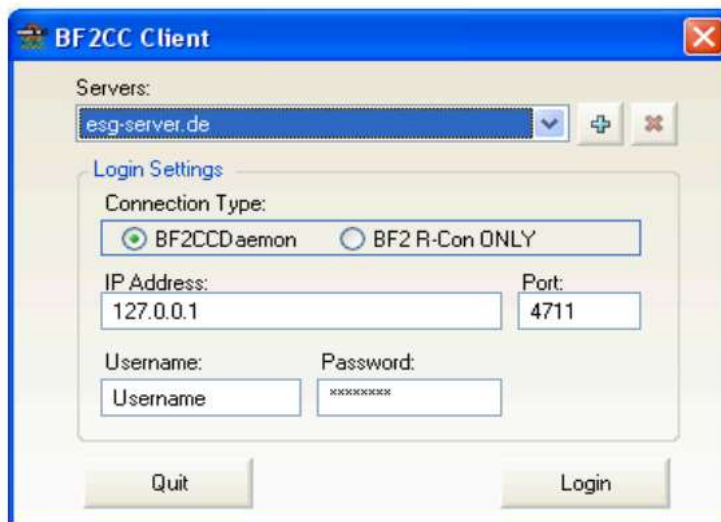 BF2CC Client
Servers:
esg-server.de
Login Settings
Connection Type:
BF2CCDaemon BF2 R-Con ONLY
IP Address: Port:
127.0.0.1 4711
Username: Password:
Username ********
Quit Login